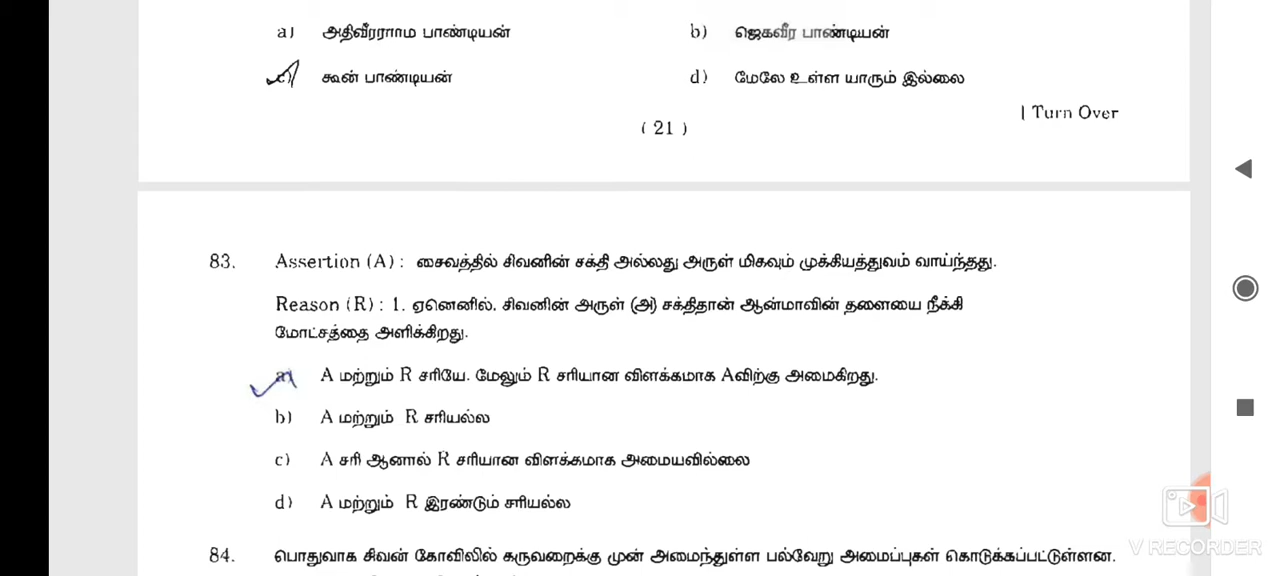 a) அதிவீரராம பாண்டியன் b) ஜெகவீர பாண்டியன்
c) கூன் பாண்டியன் d) மேலே உள்ள யாரும் இல்லை
| Turn Over
( 21 )
83. Assertion (A) : சைவத்தில் சிவனின் சக்தி அல்லது அருள் மிகவும் முக்கியத்துவம் வாய்ந்தது.
Reason (R) : 1. ஏனெனில், சிவனின் அருள் (அ) சக்திதான் ஆன்மாவின் தளையை நீக்கி
மோட்சத்தை அளிக்கிறது.
a) A மற்றும் R சரியே. மேலும் R சரியான விளக்கமாக Aவிற்கு அமைகிறது.
b) A மற்றும் R சரியல்ல
c) A சரி ஆனால் R சரியான விளக்கமாக அமையவில்லை
d) A மற்றும் R இரண்டும் சரியல்ல
84. பொதுவாக சிவன் கோவிலில் கருவறைக்கு முன் அமைந்துள்ள பல்வேறு அமைப்புகள் கொடுக்கப்பட்டுள்ளன.
V RECORDER